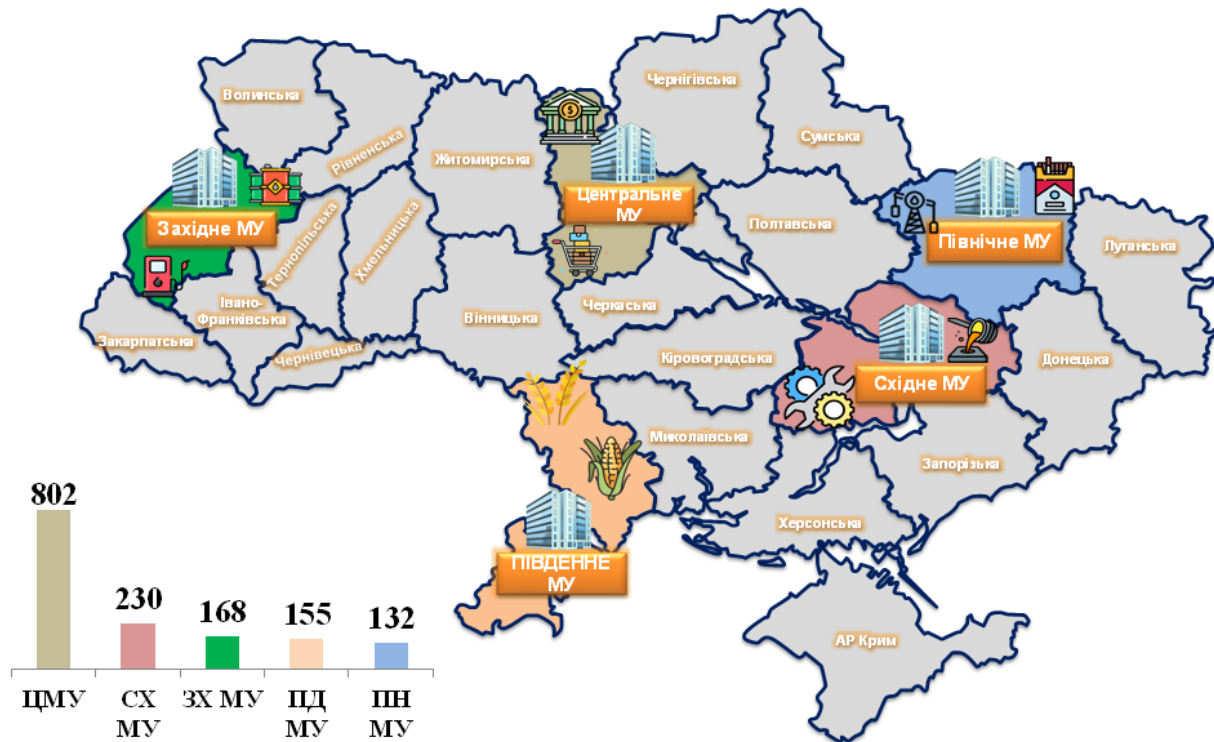 Чернігівська
Волинська
Сумська
Рівненська
Житомирська
Центральне
МУ
Західне МУ
Північне МУ
Полтавська
Луганська
Тернопільська
Хмельницька
Івано-
Франківська
Закарпатська
Чернівецька
Вінницька
Черкаська
Кіровоградська
Східне МУ
Донецька
Миколаївська
Запорізька
Херсонська
ПІВДЕННЕ
МУ
АР Крим
802
230
168
155
132
ЦМУ
СХ
МУ
ЗХ МУ
ПД
МУ
ПН
МУ